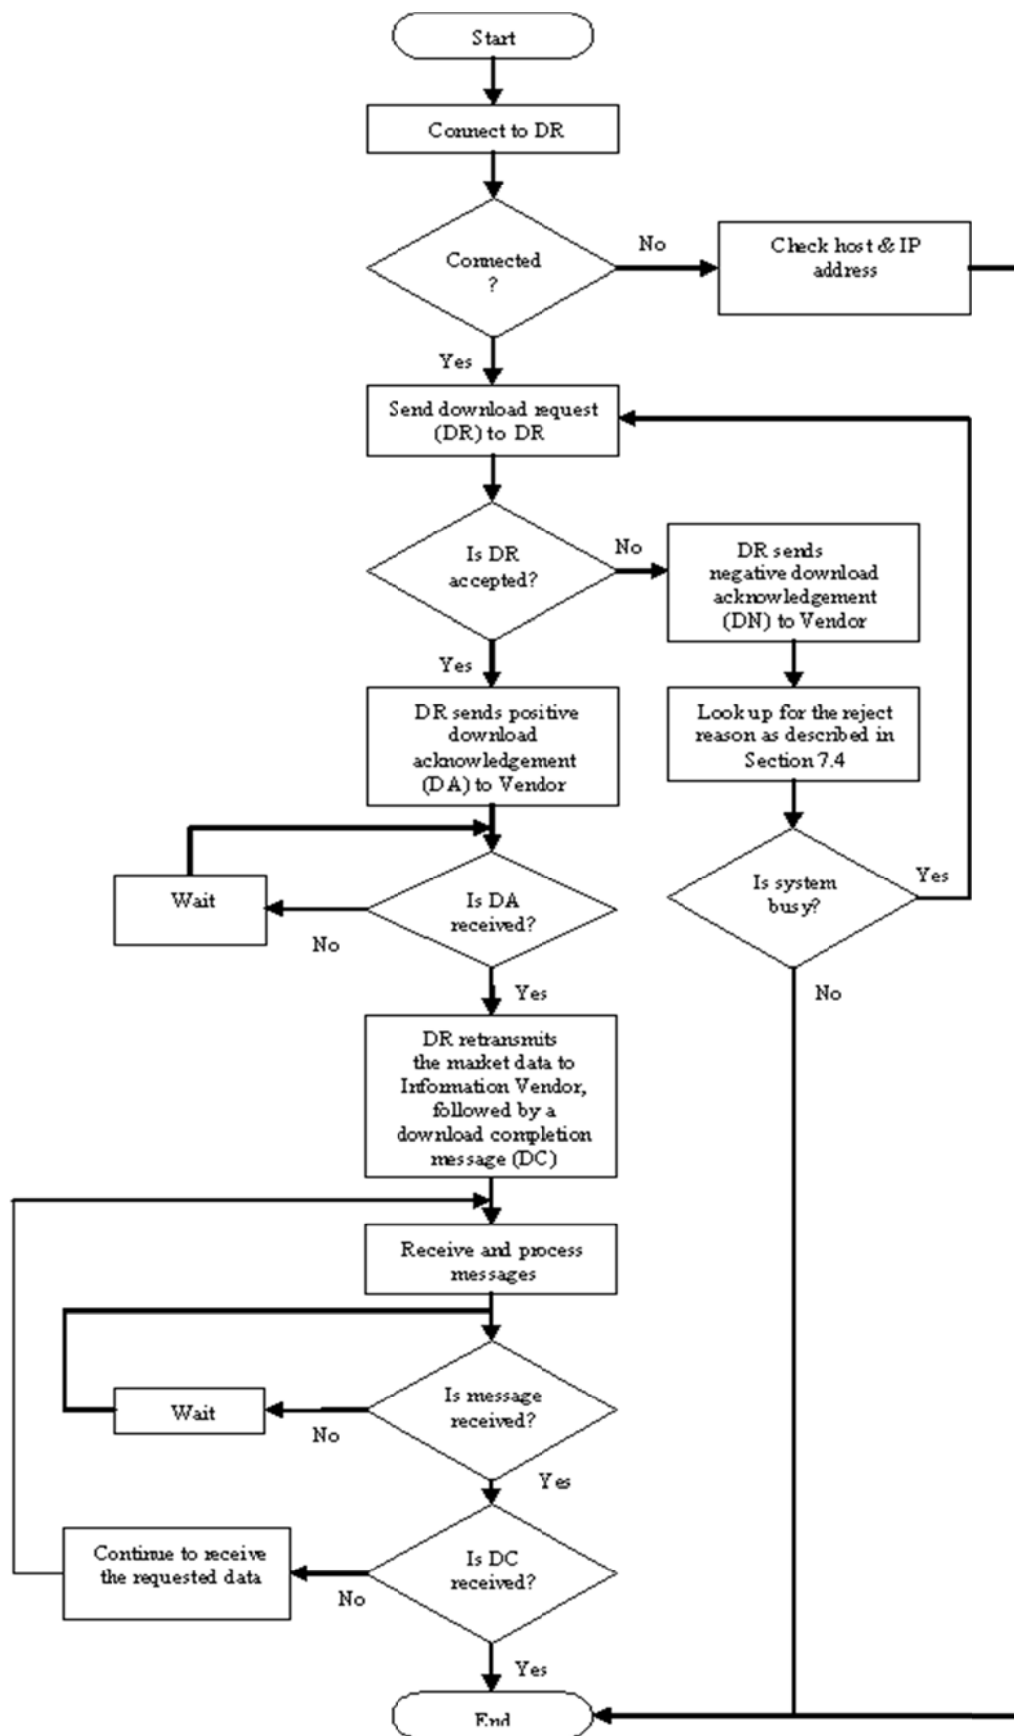 Start
Connect to DR
Connected
?
No
Check host & IP
address
Yes
Send download request
(DR) to DR
Is DR
accepted?
No
DR sends
negative download
acknowledgement
(DN) to Vendor
Yes
DR sends positive
download
acknowledgement
(DA) to Vendor
Look up for the reject
reason as described in
Section 7.4
Is system
busy?
Yes
No
Wait
Is DA
received?
No
Yes
DR retransmits
the market data to
Information Vendor,
followed by a
download completion
message (DC)
Receive and process
messages
Is message
received?
Wait
No
Yes
Continue to receive
the requested data
Is DC
received?
No
Yes
End